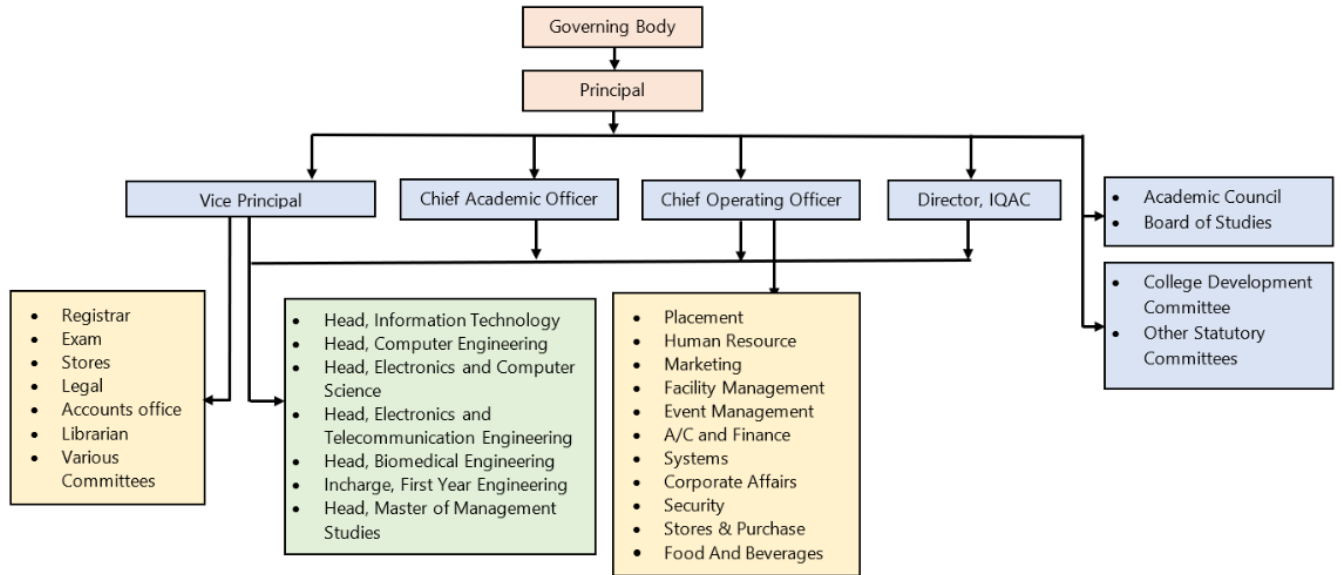 Governing Body
Principal
Vice Principal
Chief Academic Officer
Chief Operating Officer
Director, IQAC
• Academic Council
• Board of Studies
• College Development
Committee
• Other Statutory
Committees
• Registrar
• Exam
• Stores
• Legal
• Accounts office
• Librarian
• Various
Committees
• Head, Information Technology
• Head, Computer Engineering
• Head, Electronics and Computer
Science
• Head, Electronics and
Telecommunication Engineering
• Head, Biomedical Engineering
• Incharge, First Year Engineering
• Head, Master of Management
Studies
• Placement
• Human Resource
• Marketing
• Facility Management
• Event Management
• A/C and Finance
• Systems
• Corporate Affairs
• Security
• Stores & Purchase
• Food And Beverages